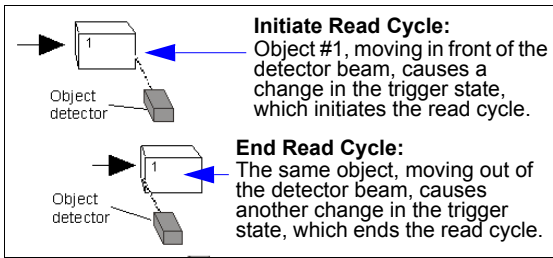 Initiate Read Cycle:
1
Object #1, moving in front of the
detector beam, causes a
change in the trigger state,
which initiates the read cycle.
Object
detector
End Read Cycle:
1
The same object, moving out of
the detector beam, causes
another change in the trigger
state, which ends the read cycle.
Object
detector